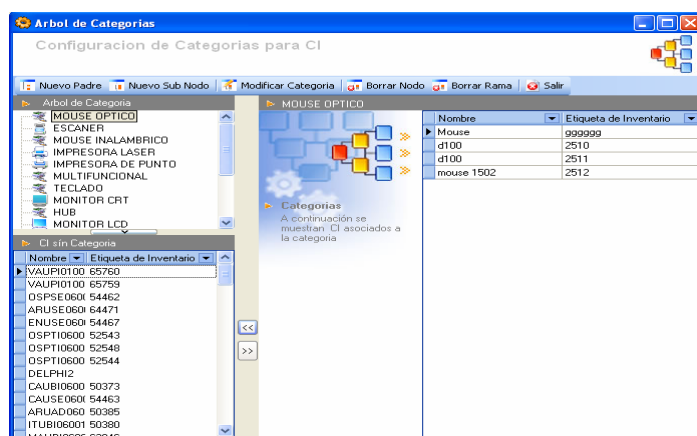 Arbol de Categorias
Configuracion de Categorias para CI
Nuevo Padre Nuevo Sub Nodo Modificar Categoria Borrar Nodo Borrar Rama Salir
Arbol de Categoria
MOUSE OPTICO
ESCANER
MOUSE INALAMBRICO
IMPRESORA LASER
IMPRESORA DE PUNTO
MULTIFUNCIONAL
TECLADO
MONITOR CRT
HUB
MONITOR LCD
CI sín Categoria
Nombre Etiqueta de Inventario
VAUPI0100 65760
VAUPI0100 65759
OSPSE060( 54462
ARUSE060 64471
ENUSE060 54467
OSPTI0600 52543
OSPTI0600 52548
OSPTI0600 52544
DELPHI2
CAUBI0600 50373
CAUSE060( 54463
ARUAD060 50385
ITUBI06001 50380
<<
>>
MOUSE OPTICO
Categorias
A continuación se
muestran CI asociados a
la categoria
Nombre Etiqueta de Inventario
Mouse gggggg
d100 2510
d100 2511
mouse 1502 2512